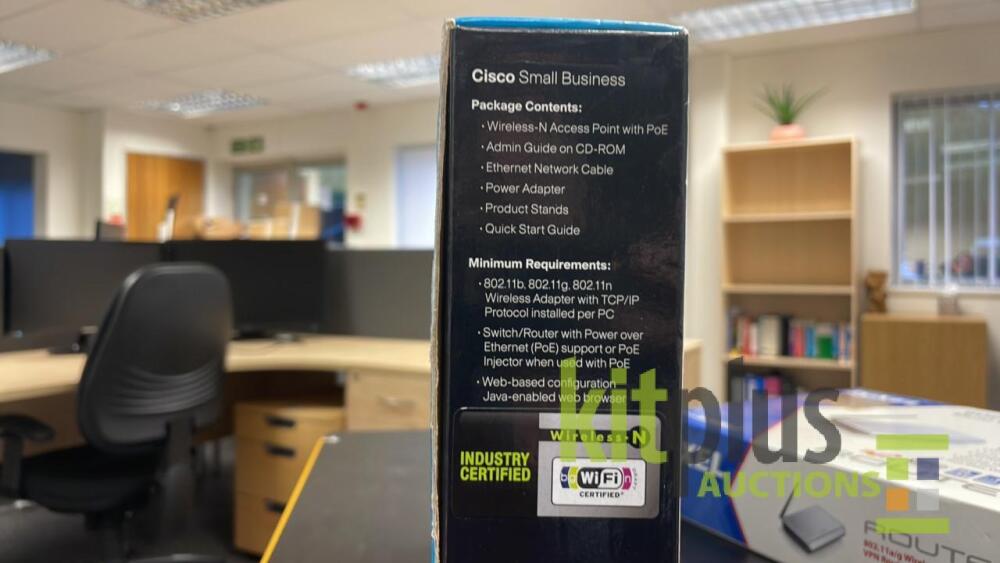 Cisco Small Business
Package Contents:
· Wireless-N Access Point with PoE
· Admin Guide on CD-ROM
· Ethernet Network Cable
· Power Adapter
· Product Stands
· Quick Start Guide
Minimum Requirements:
· 802.11b, 802.11g, 802.11n
Wireless Adapter with TCP/IP
Protocol installed per PC
· Switch/Router with Power over
Ethernet (PoE) support or PoE
Injector when used with PoE
· Web-based configuration
Java-enabled web browser
Wireless-N
INDUSTRY
CERTIFIED
Wi Fi
CERTIFIED
kitplus
AUCTIONS